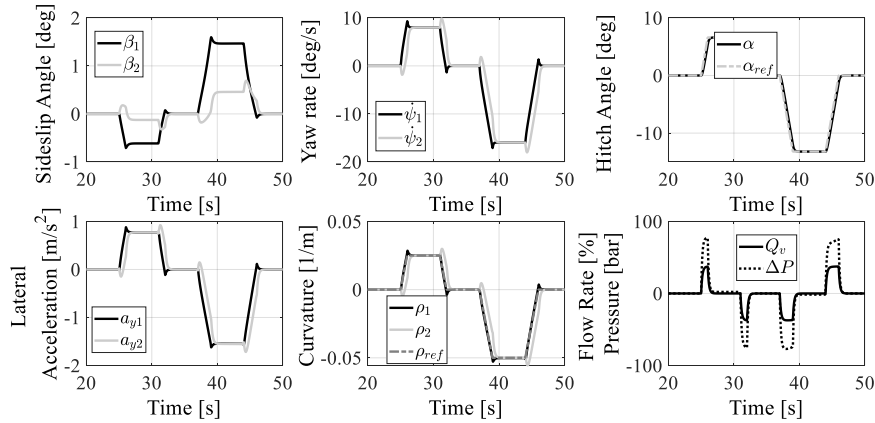 Sideslip Angle [deg]
2
1
0
-1
β1
β2
20 30 40 50
Time [s]
Yaw rate [deg/s]
10
0
-10
-20
ψ̇1
ψ̇2
20 30 40 50
Time [s]
Hitch Angle [deg]
10
0
-10
α
αref
20 30 40 50
Time [s]
Lateral
Acceleration [m/s²]
2
1
0
-1
-2
ay1
ay2
20 30 40 50
Time [s]
Curvature [1/m]
0.05
0
-0.05
ρ1
ρ2
ρref
20 30 40 50
Time [s]
Flow Rate [%]
Pressure [bar]
100
0
-100
Qv
ΔP
20 30 40 50
Time [s]